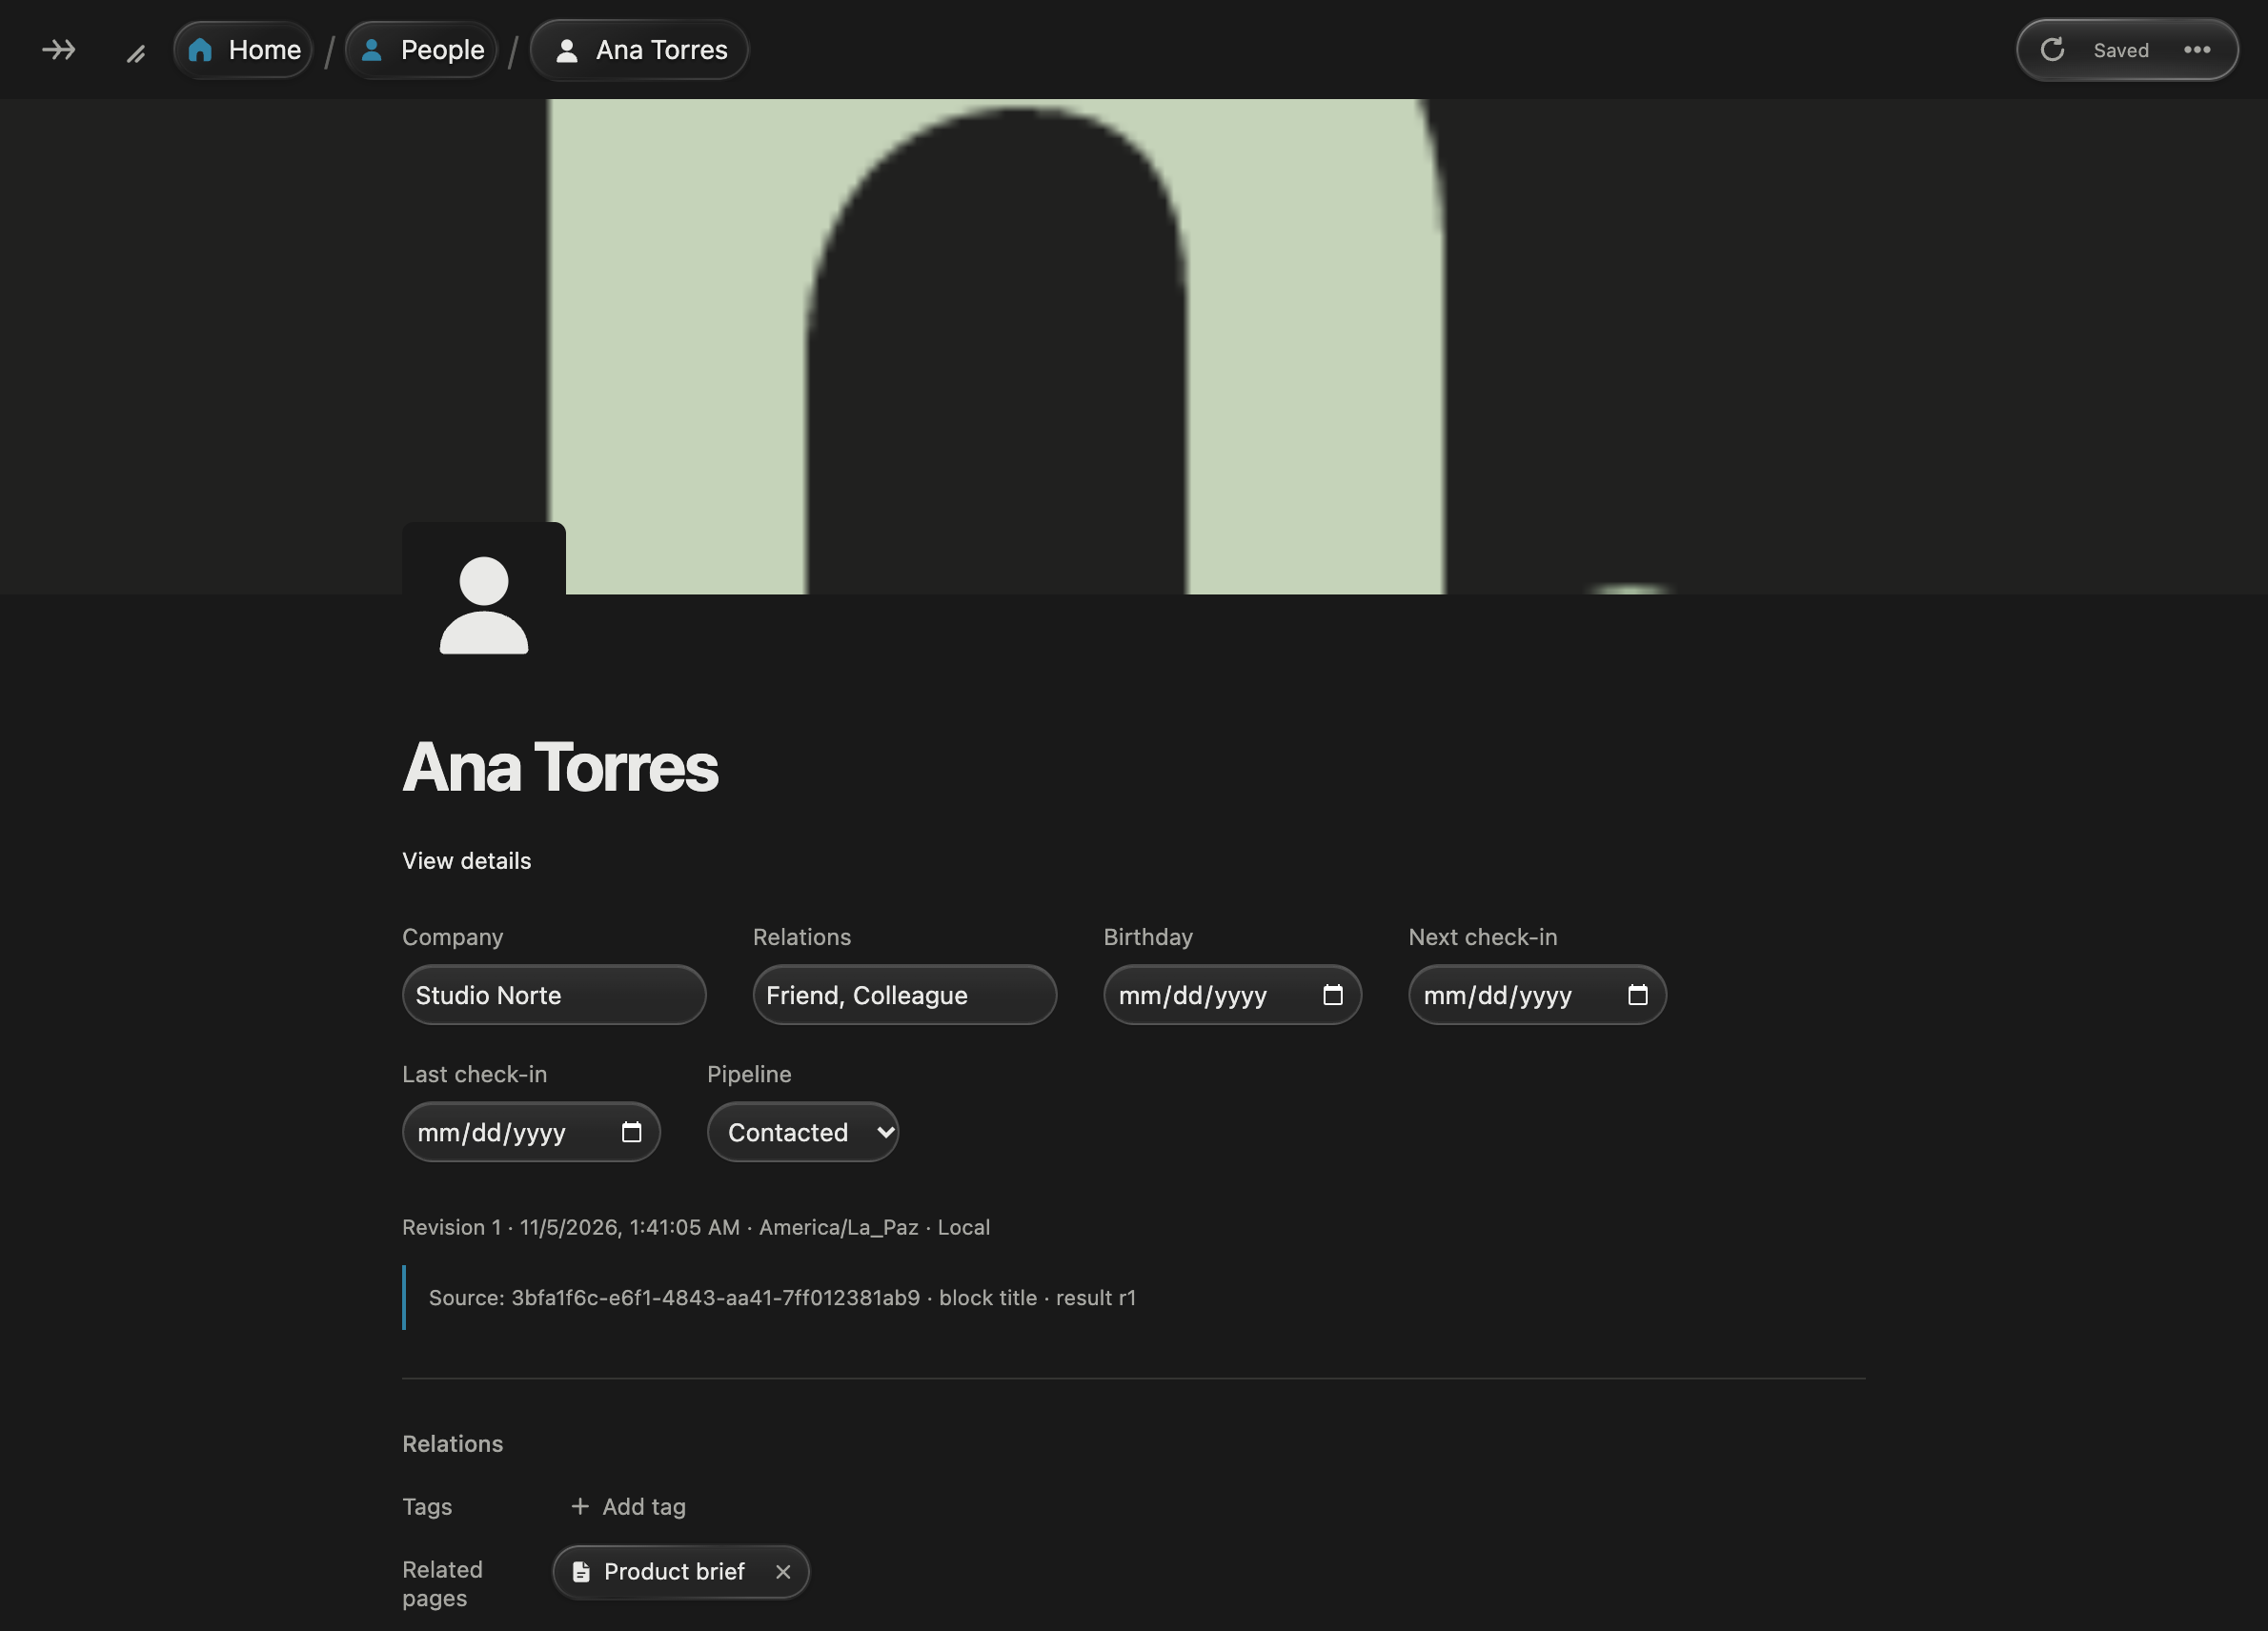 Home / People / Ana Torres
Saved
Ana Torres
View details
Company Relations Birthday Next check-in
Studio Norte Friend, Colleague mm/dd/yyyy mm/dd/yyyy
Last check-in Pipeline
mm/dd/yyyy Contacted
Revision 1 · 11/5/2026, 1:41:05 AM · America/La_Paz · Local
Source: 3bfa1f6c-e6f1-4843-aa41-7ff012381ab9 · block title · result r1
Relations
Tags + Add tag
Related pages Product brief